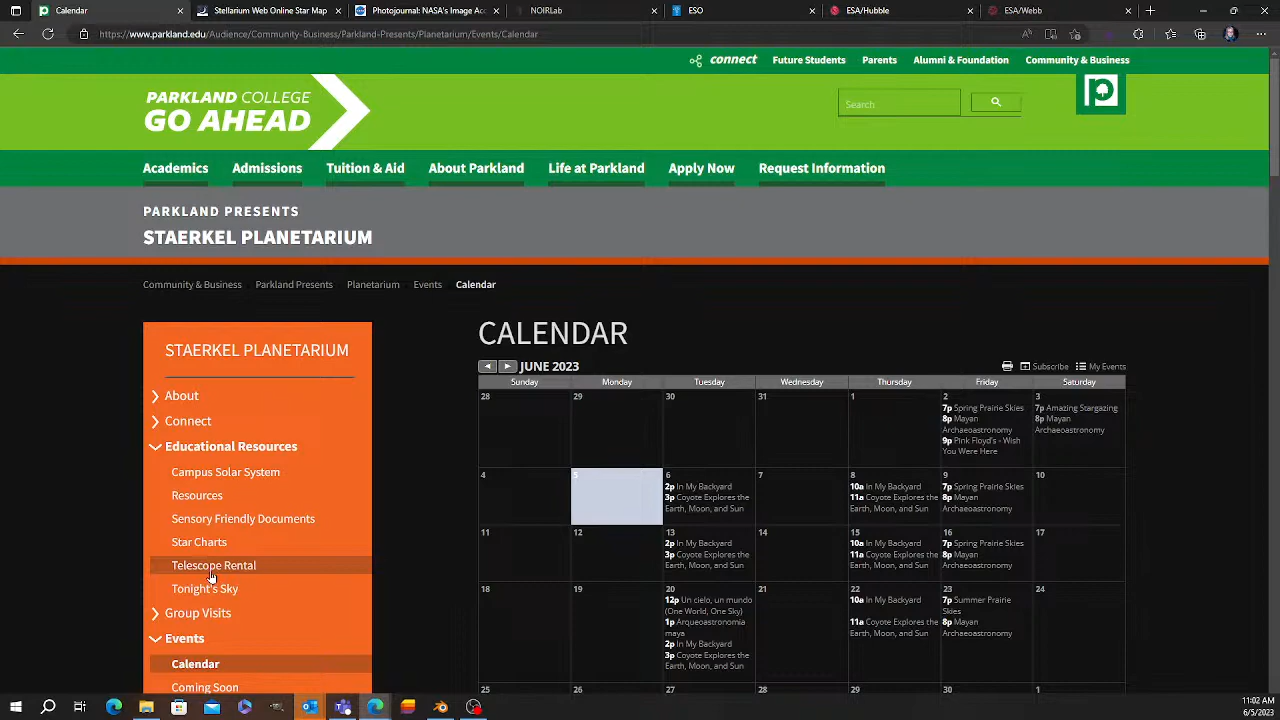 Calendar
Stellarium Web Online Star Map
Photojournal: NASA's Image Acc
NOIRLab
ESO
ESA/Hubble
ESA/Webb
https://www.parkland.edu/Audience/Community-Business/Parkland-Presents/Planetarium/Events/Calendar
connect Future Students Parents Alumni & Foundation Community & Business
PARKLAND COLLEGE
GO AHEAD
Search
Academics Admissions Tuition & Aid About Parkland Life at Parkland Apply Now Request Information
PARKLAND PRESENTS
STAERKEL PLANETARIUM
Community & Business Parkland Presents Planetarium Events Calendar
STAERKEL PLANETARIUM
About
Connect
Educational Resources
Campus Solar System
Resources
Sensory Friendly Documents
Star Charts
Telescope Rental
Tonight's Sky
Group Visits
Events
Calendar
Coming Soon
CALENDAR
JUNE 2023
Subscribe My Events
Sunday Monday Tuesday Wednesday Thursday Friday Saturday
28 29 30 31 1 2 3
7p Spring Prairie Skies
8p Mayan
Archaeoastronomy
9p Pink Floyd's - Wish
You Were Here
7p Amazing Stargazing
8p Mayan
Archaeoastronomy
4 5 6 7 8 9 10
2p In My Backyard
3p Coyote Explores the
Earth, Moon, and Sun
10a In My Backyard
11a Coyote Explores the
Earth, Moon, and Sun
7p Spring Prairie Skies
8p Mayan
Archaeoastronomy
11 12 13 14 15 16 17
2p In My Backyard
3p Coyote Explores the
Earth, Moon, and Sun
10a In My Backyard
11a Coyote Explores the
Earth, Moon, and Sun
7p Spring Prairie Skies
8p Mayan
Archaeoastronomy
18 19 20 21 22 23 24
12p Un cielo, un mundo
(One World, One Sky)
1p Arqueoastronomia
maya
2p In My Backyard
3p Coyote Explores the
Earth, Moon, and Sun
10a In My Backyard
11a Coyote Explores the
Earth, Moon, and Sun
7p Summer Prairie
Skies
8p Mayan
Archaeoastronomy
25 26 27 28 29 30 1
11:02 AM
6/5/2023